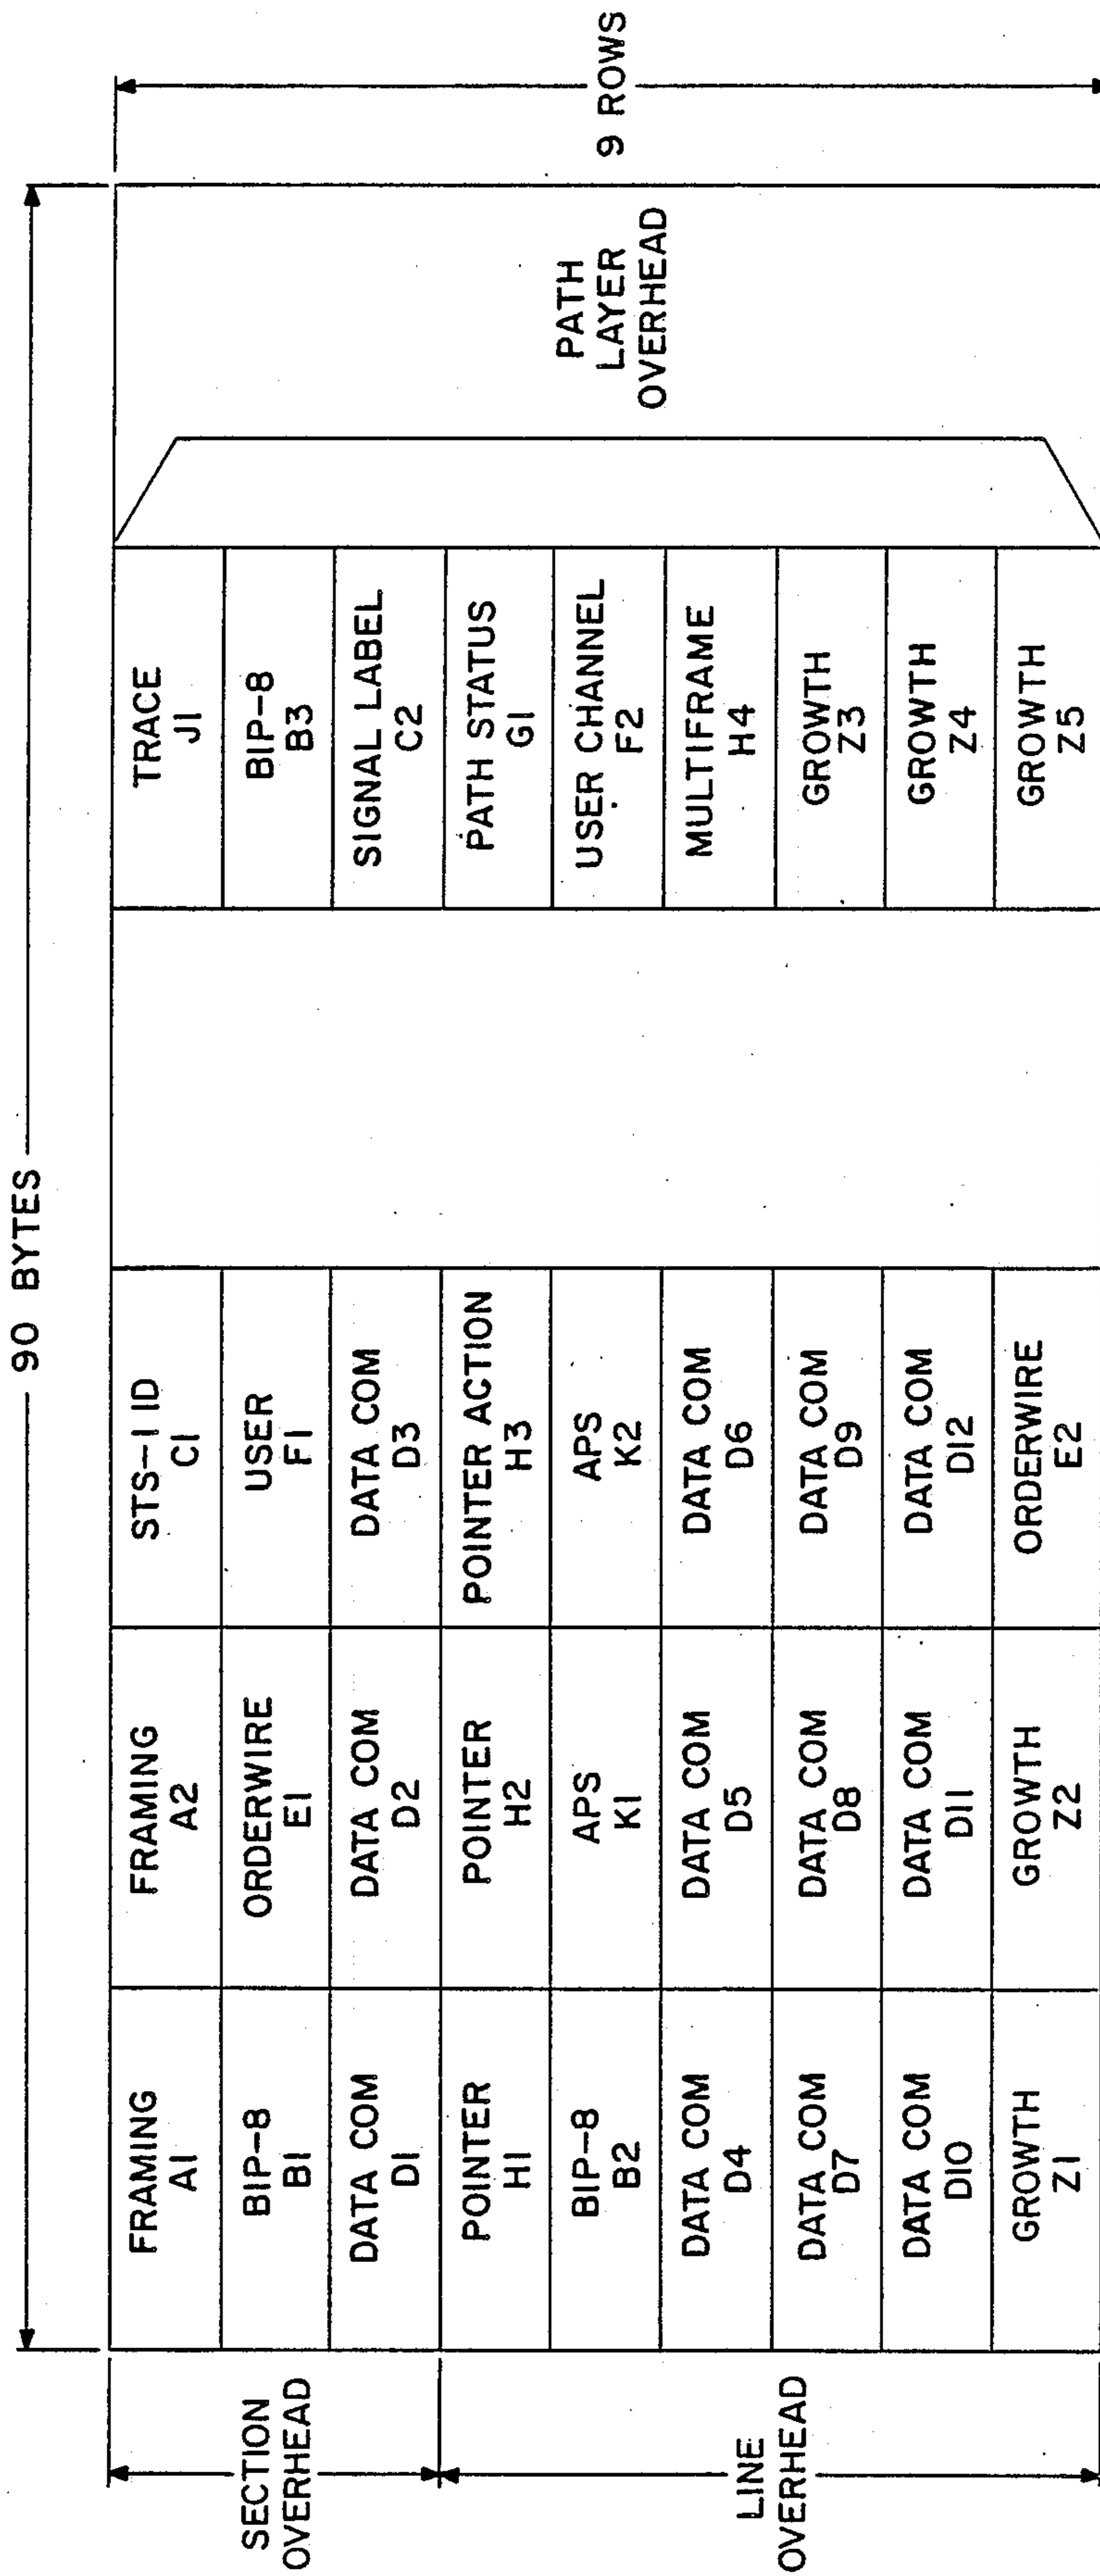 90 BYTES
SECTION
OVERHEAD
LINE
OVERHEAD
FRAMING
A1
FRAMING
A2
STS-1 ID
C1
TRACE
J1
BIP-8
B1
ORDERWIRE
E1
USER
F1
BIP-8
B3
DATA COM
D1
DATA COM
D2
DATA COM
D3
SIGNAL LABEL
C2
POINTER
H1
POINTER
H2
POINTER ACTION
H3
PATH STATUS
G1
BIP-8
B2
APS
K1
APS
K2
USER CHANNEL
F2
DATA COM
D4
DATA COM
D5
DATA COM
D6
MULTIFRAME
H4
DATA COM
D7
DATA COM
D8
DATA COM
D9
GROWTH
Z3
DATA COM
D10
DATA COM
D11
DATA COM
D12
GROWTH
Z4
GROWTH
Z1
GROWTH
Z2
ORDERWIRE
E2
GROWTH
Z5
PATH
LAYER
OVERHEAD
9 ROWS